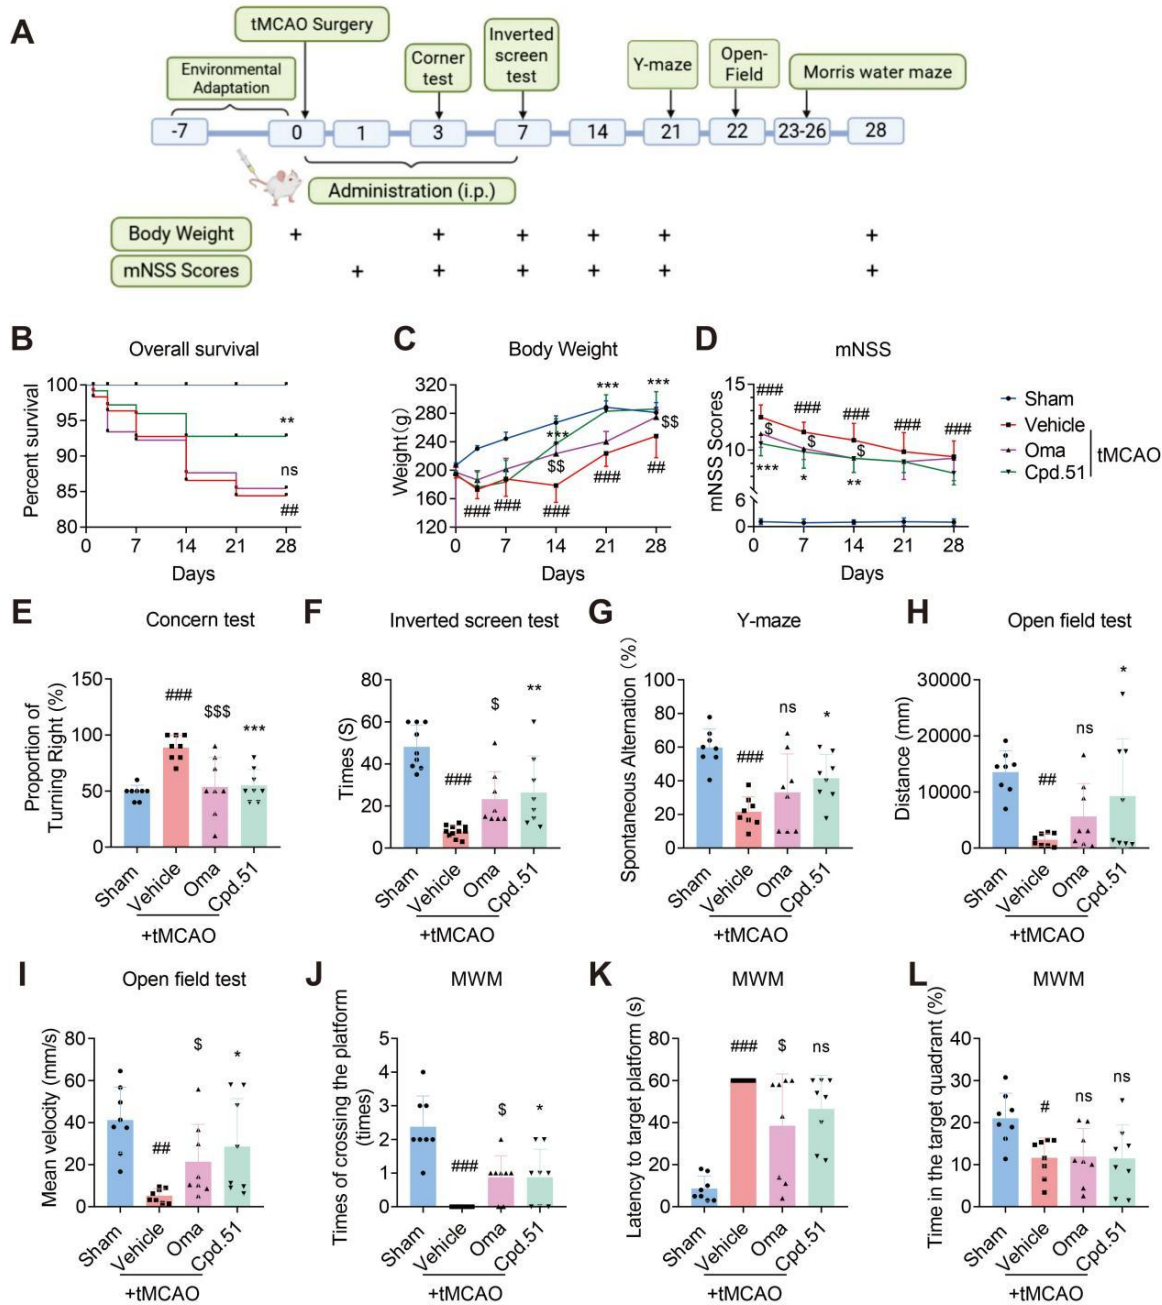 A
tMCAO Surgery
Environmental
Adaptation
Corner
test
Inverted
screen
test
Y-maze
Open-
Field
Morris water maze
-7 0 1 3 7 14 21 22 23-26 28
Administration (i.p.)
Body Weight + + + + + +
mNSS Scores + + + + + +
B
Overall survival
Percent survival
100
95
90
85
80
**
ns
##
0 7 14 21 28
Days
C
Body Weight
Weight(g)
320
280
240
200
160
120
*** ***
***
$$
$$
### ### ### ### ##
0 7 14 21 28
Days
D
mNSS
mNSS Scores
15
10
6
0
### ### ### ### ###
$ $ $
*** * **
0 7 14 21 28
Days
Sham
Vehicle
Oma
Cpd.51
tMCAO
E
Concern test
Proportion of
Turning Right (%)
150
100
50
0
### $$$ ***
Sham
Vehicle
Oma
Cpd.51
+tMCAO
F
Inverted screen test
Times (S)
80
60
40
20
0
### $ **
Sham
Vehicle
Oma
Cpd.51
+tMCAO
G
Y-maze
Spontaneous Alternation (%)
100
80
60
40
20
0
### ns *
Sham
Vehicle
Oma
Cpd.51
+tMCAO
H
Open field test
Distance (mm)
30000
20000
10000
0
## ns *
Sham
Vehicle
Oma
Cpd.51
+tMCAO
I
Open field test
Mean velocity (mm/s)
80
60
40
20
0
## $ *
Sham
Vehicle
Oma
Cpd.51
+tMCAO
J
MWM
Times of crossing the platform
(times)
5
4
3
2
1
0
### $ *
Sham
Vehicle
Oma
Cpd.51
+tMCAO
K
MWM
Latency to target platform (s)
80
60
40
20
0
### $ ns
Sham
Vehicle
Oma
Cpd.51
+tMCAO
L
MWM
Time in the target quadrant (%)
40
30
20
10
0
# ns ns
Sham
Vehicle
Oma
Cpd.51
+tMCAO